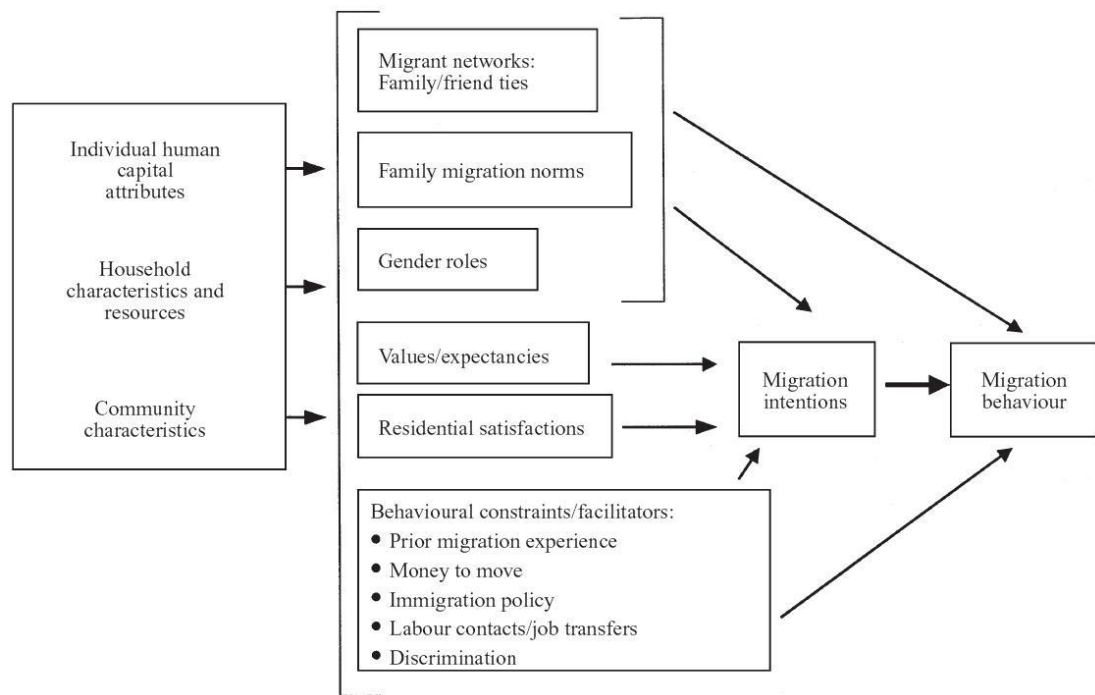 Individual human
capital
attributes
Household
characteristics and
resources
Community
characteristics
Migrant networks:
Family/friend ties
Family migration norms
Gender roles
Values/expectancies
Residential satisfactions
Behavioural constraints/facilitators:
• Prior migration experience
• Money to move
• Immigration policy
• Labour contacts/job transfers
• Discrimination
Migration
intentions
Migration
behaviour